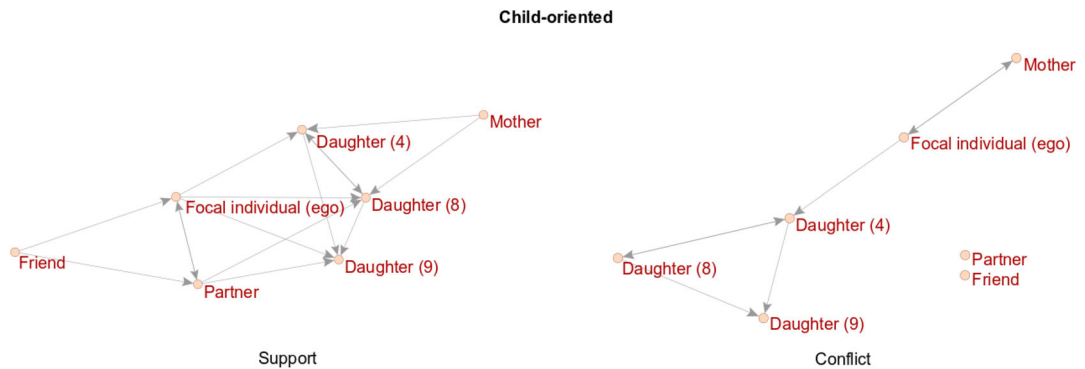 Child-oriented
Mother
Daughter (4)
Focal individual (ego)
Daughter (8)
Daughter (9)
Friend
Partner
Support
Mother
Focal individual (ego)
Daughter (4)
Daughter (8)
Partner
Friend
Daughter (9)
Conflict